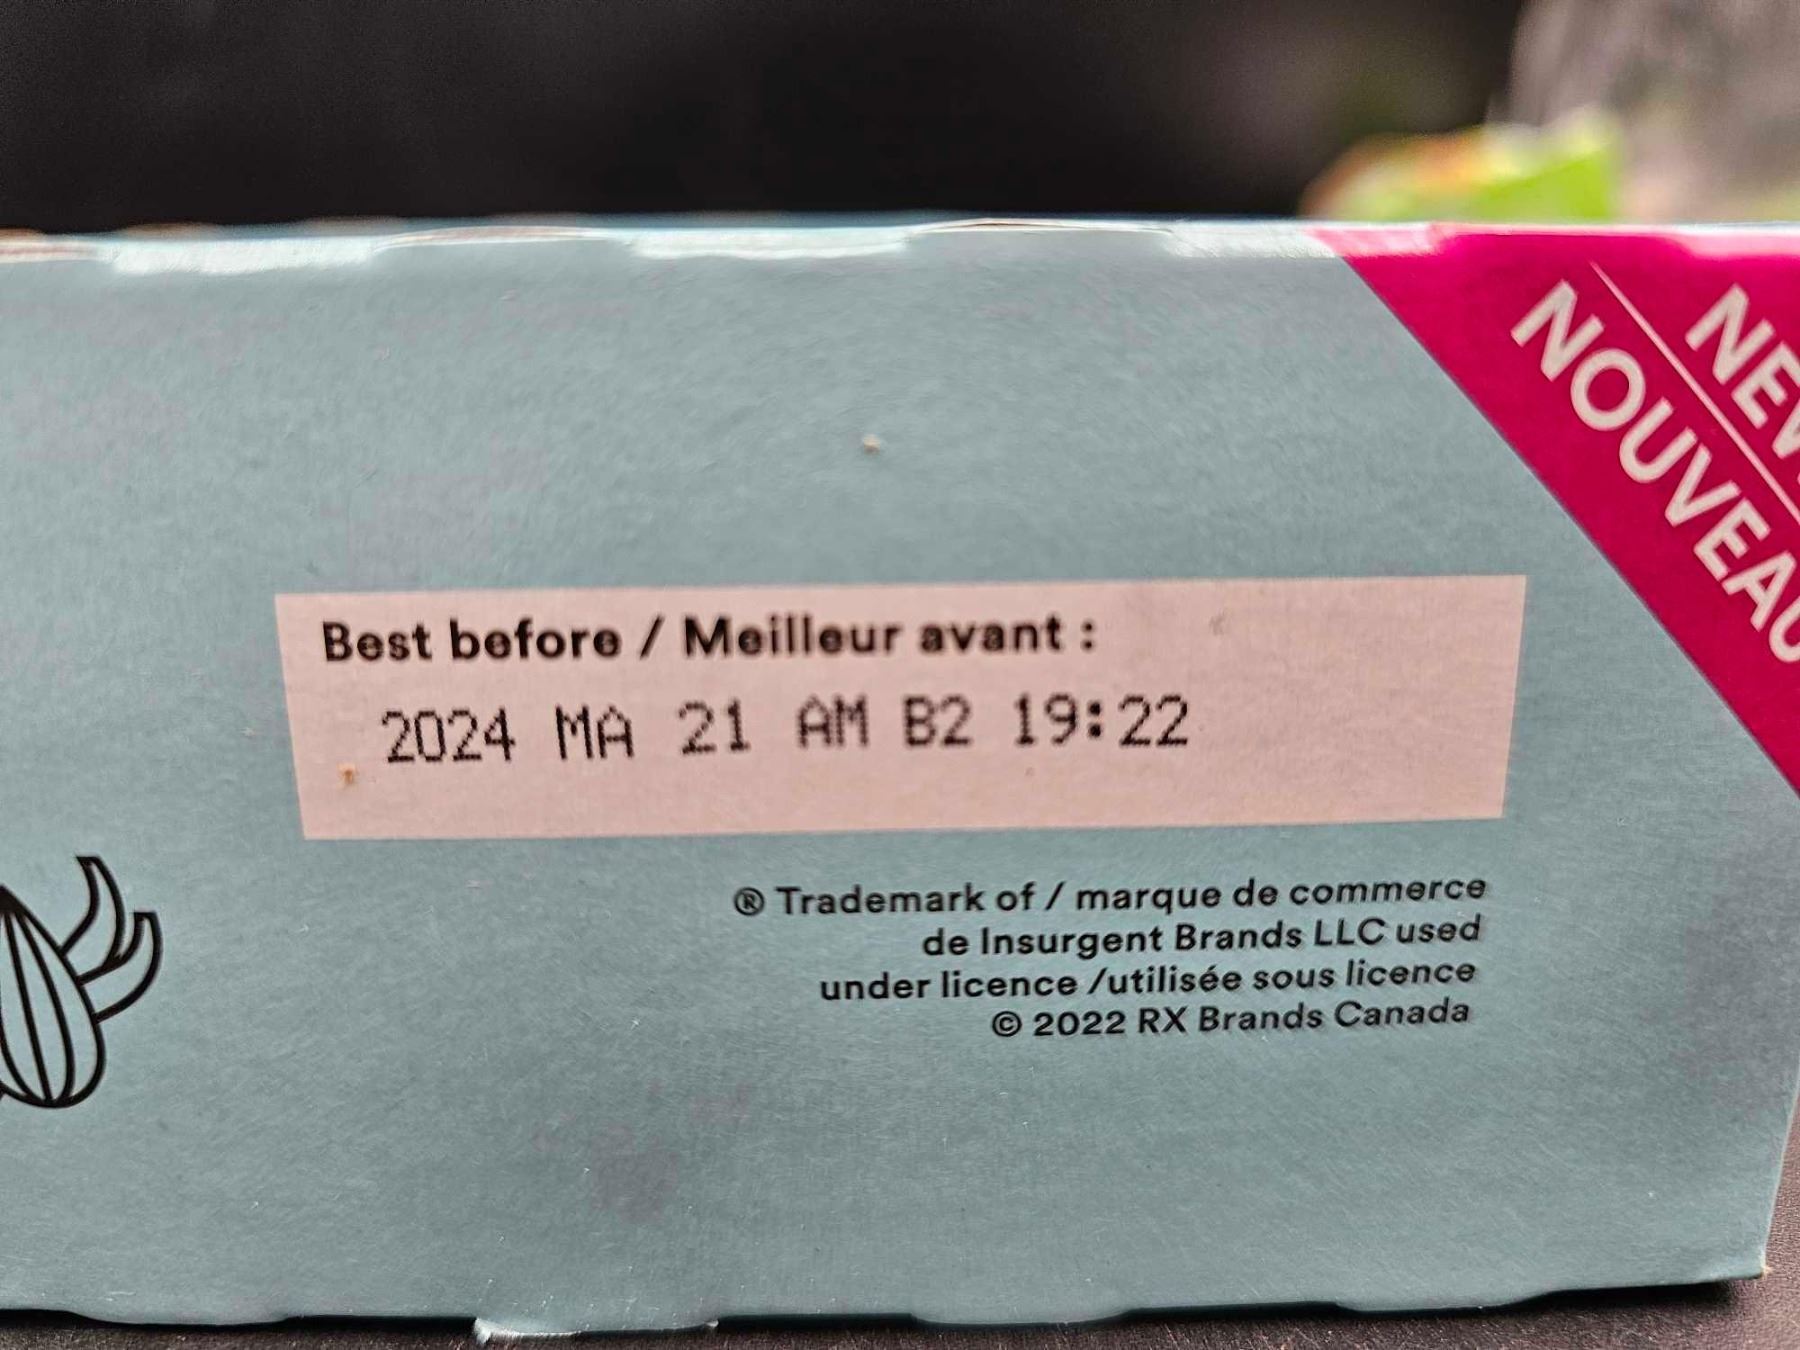 NEW
NOUVEAU
Best before / Meilleur avant :
2024 MA 21 AM B2 19:22
® Trademark of / marque de commerce
de Insurgent Brands LLC used
under licence /utilisée sous licence
© 2022 RX Brands Canada